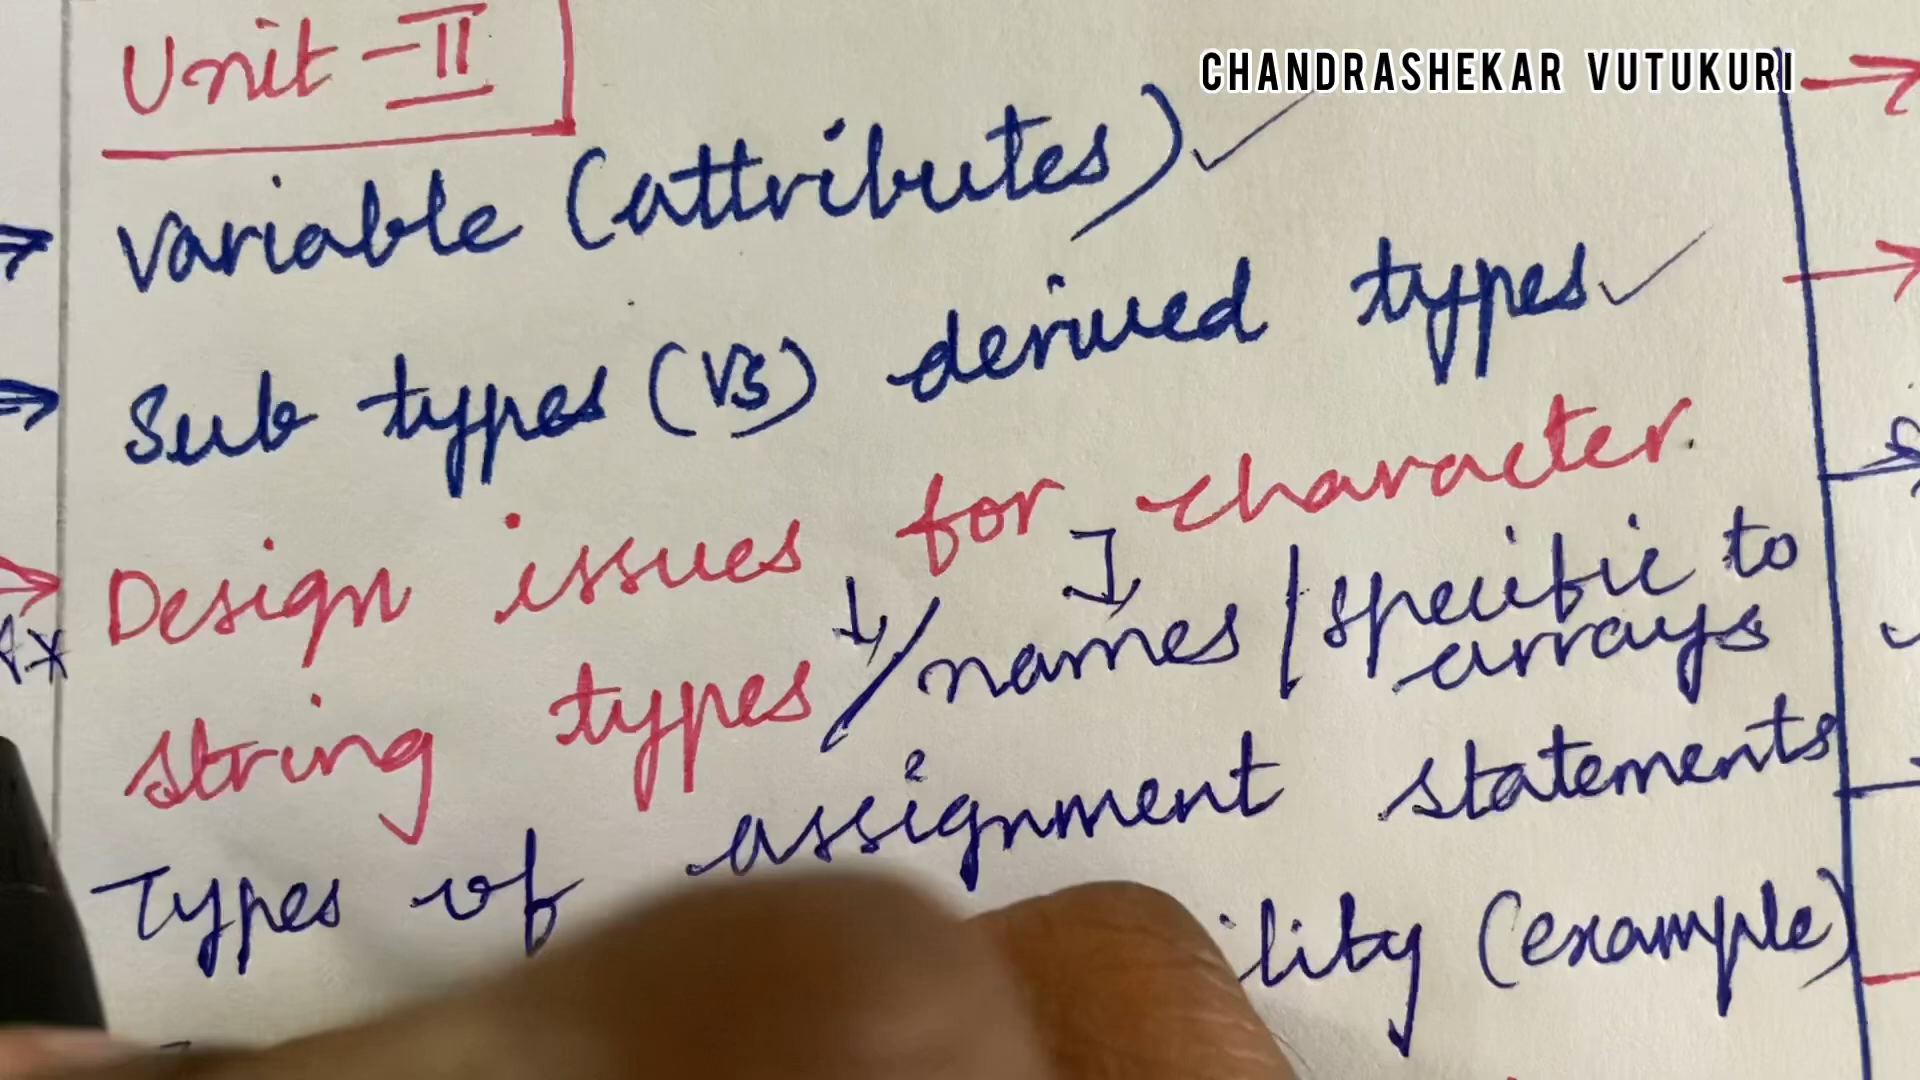 Unit - II
CHANDRASHEKAR VUTUKURI
Variable (attributes)
Sub types (VS) derived types
Design issues for character
string types / names / specific to
arrays
Types of assignment statements
(example)